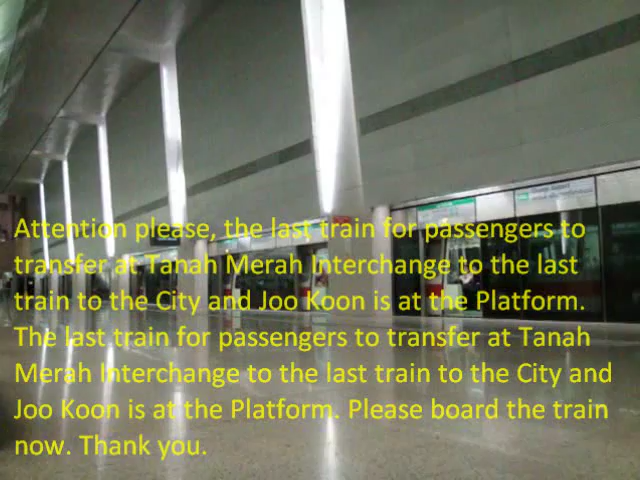 Attention please, the last train for passengers to
transfer at Tanah Merah Interchange to the last
train to the City and Joo Koon is at the Platform.
The last train for passengers to transfer at Tanah
Merah Interchange to the last train to the City and
Joo Koon is at the Platform. Please board the train
now. Thank you.